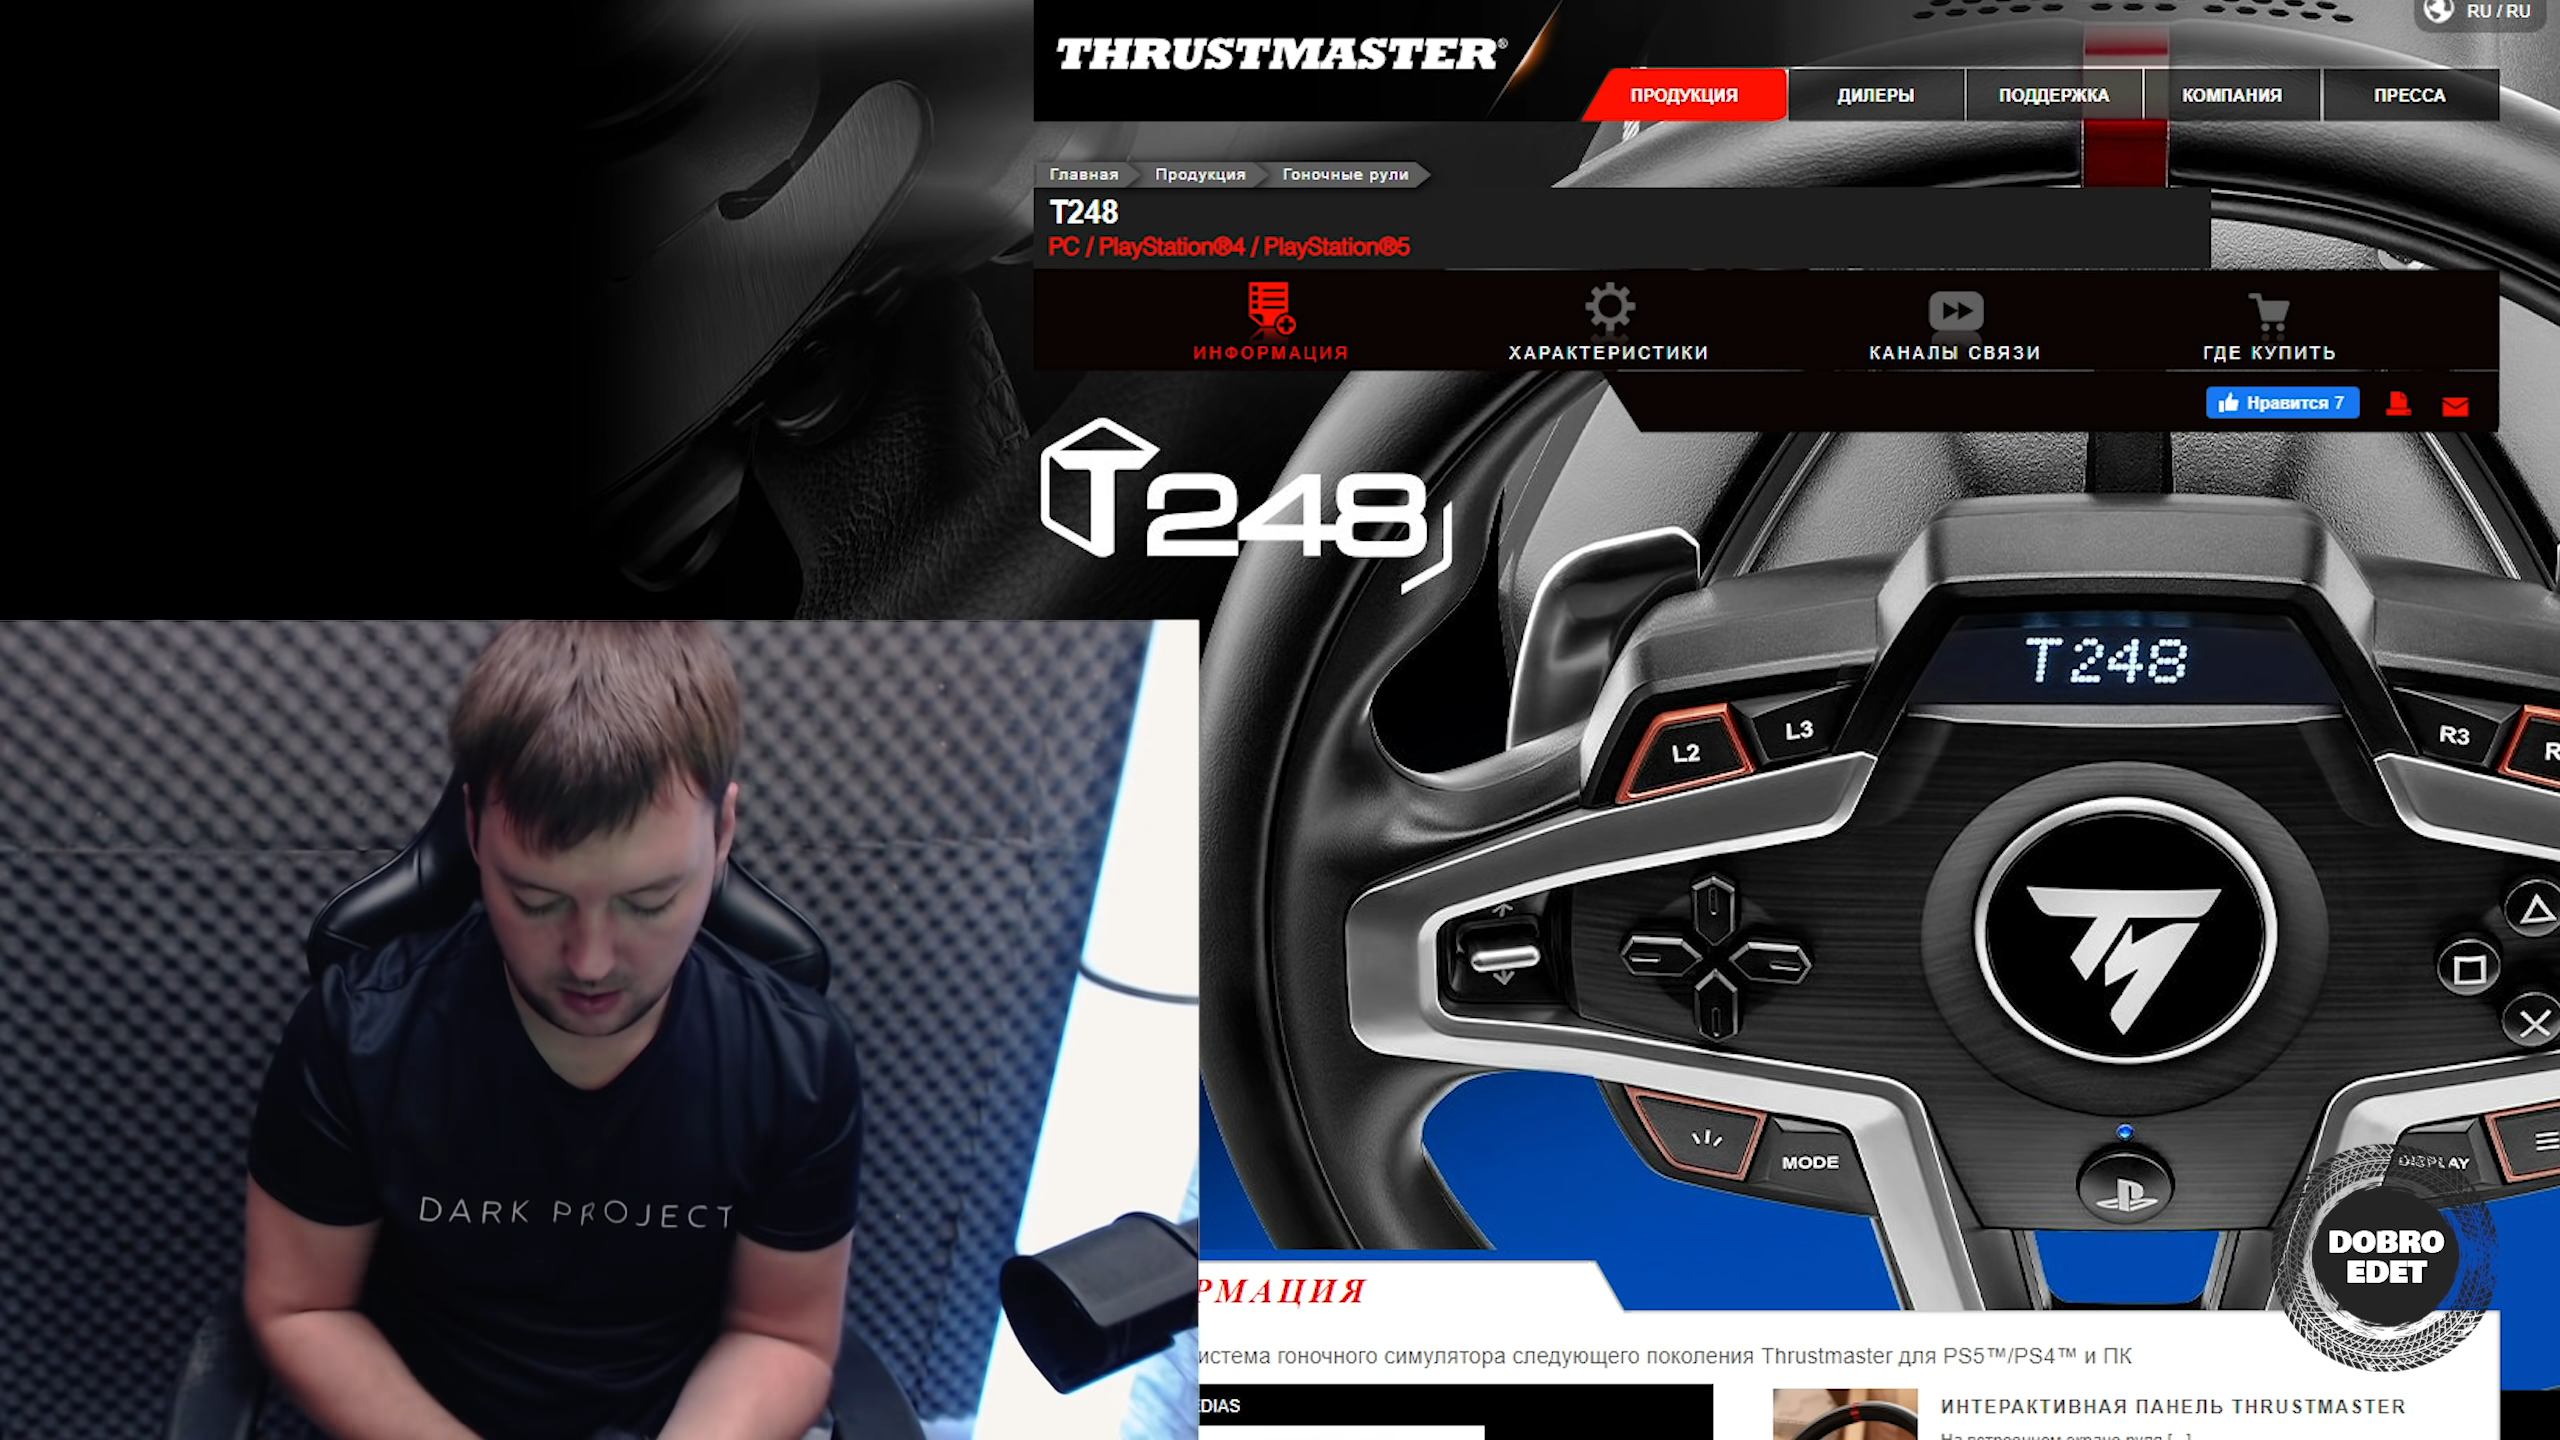 THRUSTMASTER®
RU / RU
ПРОДУКЦИЯ
ДИЛЕРЫ
ПОДДЕРЖКА
КОМПАНИЯ
ПРЕССА
Главная
Продукция
Гоночные рули
T248
PC / PlayStation®4 / PlayStation®5
ИНФОРМАЦИЯ
ХАРАКТЕРИСТИКИ
КАНАЛЫ СВЯЗИ
ГДЕ КУПИТЬ
Нравится 7
T248
T248
L2
L3
R3
R
TM
MODE
DISPLAY
DARK PROJECT
DOBRO
EDET
РМАЦИЯ
истема гоночного симулятора следующего поколения Thrustmaster для PS5™/PS4™ и ПК
EDIAS
ИНТЕРАКТИВНАЯ ПАНЕЛЬ THRUSTMASTER